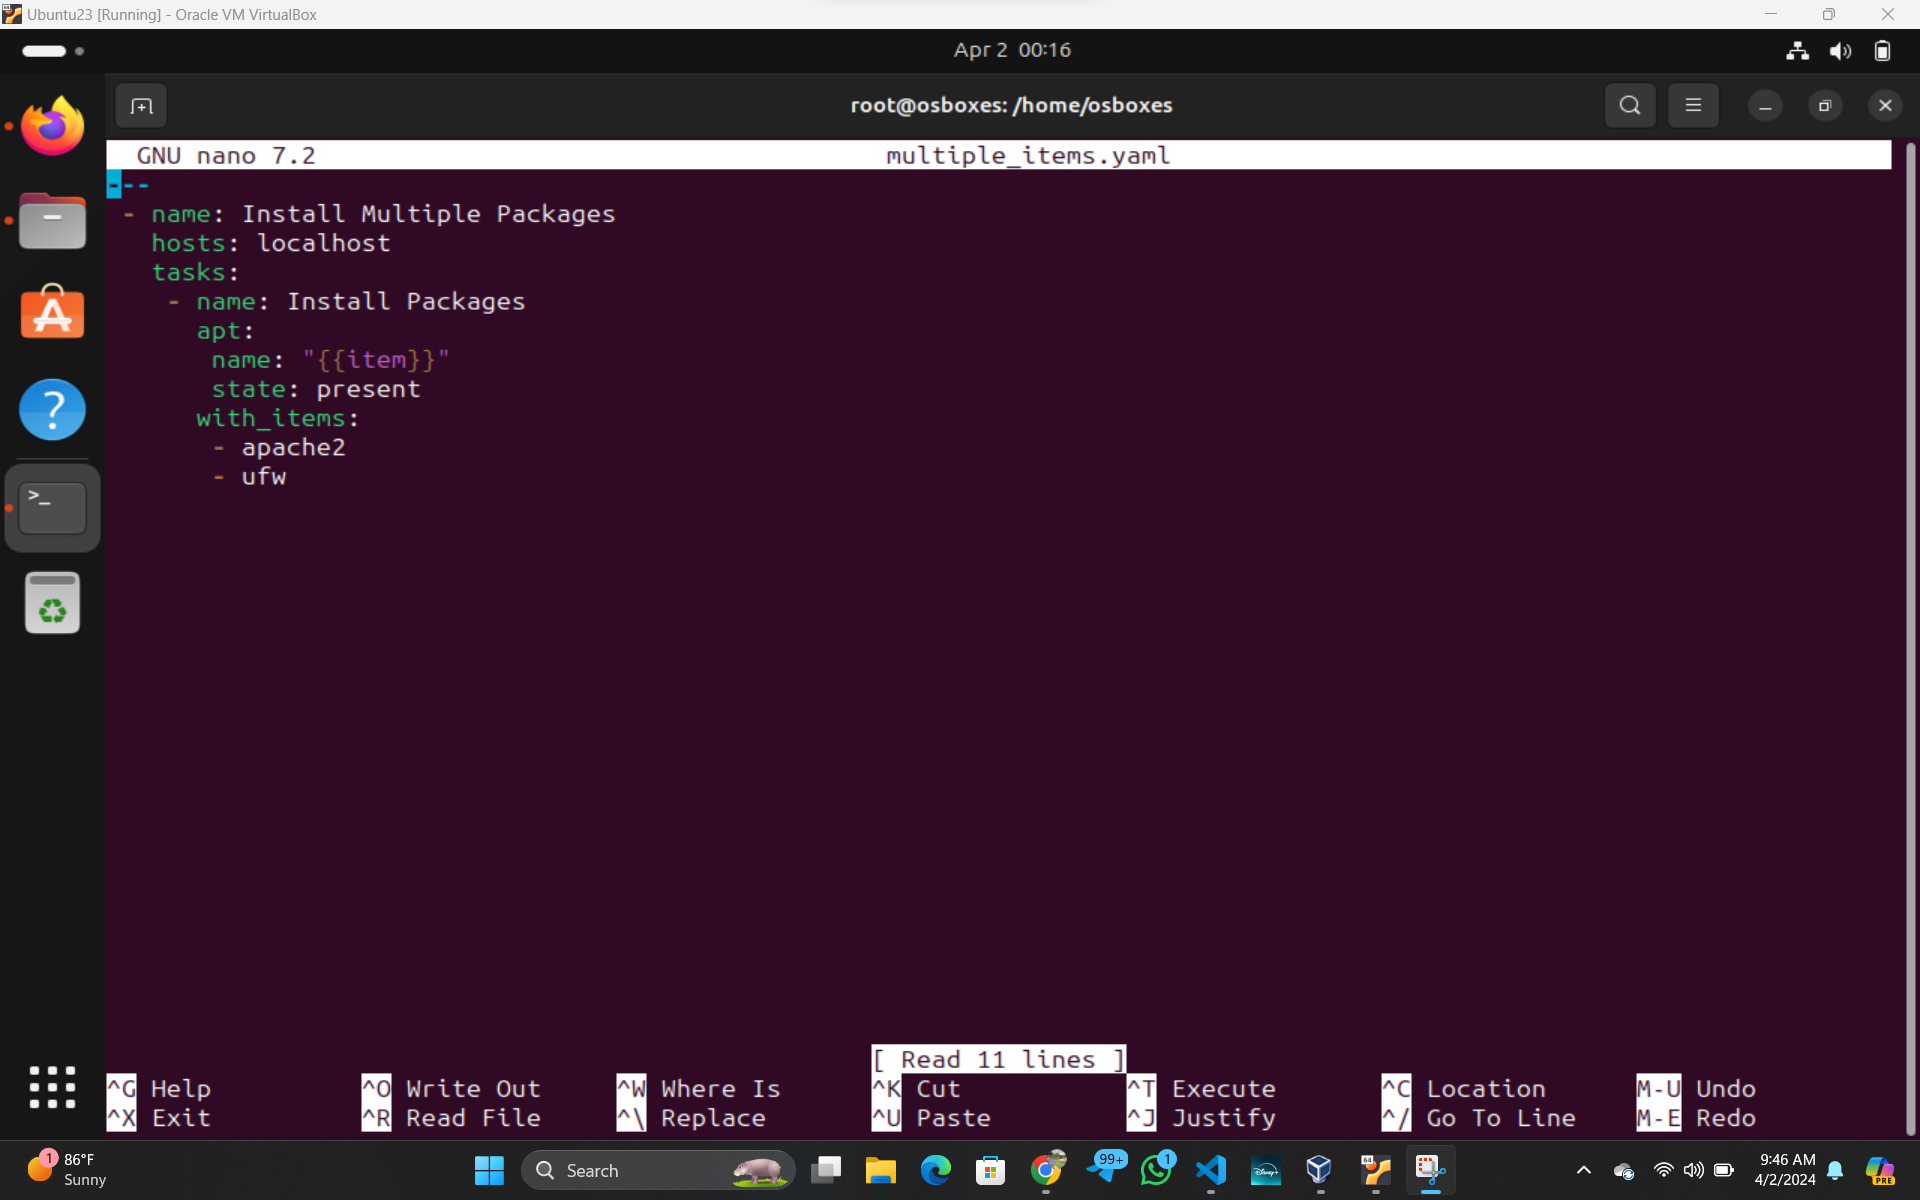 Ubuntu23 [Running] - Oracle VM VirtualBox
Apr 2 00:16
root@osboxes: /home/osboxes
GNU nano 7.2 multiple_items.yaml
---
- name: Install Multiple Packages
  hosts: localhost
  tasks:
   - name: Install Packages
     apt:
      name: "{{item}}"
      state: present
     with_items:
      - apache2
      - ufw
[ Read 11 lines ]
^G Help ^O Write Out ^W Where Is ^K Cut ^T Execute ^C Location M-U Undo
^X Exit ^R Read File ^\ Replace ^U Paste ^J Justify ^/ Go To Line M-E Redo
1 86°F
Sunny
Search
99+
1
Disney+
64
9:46 AM
4/2/2024
PRE